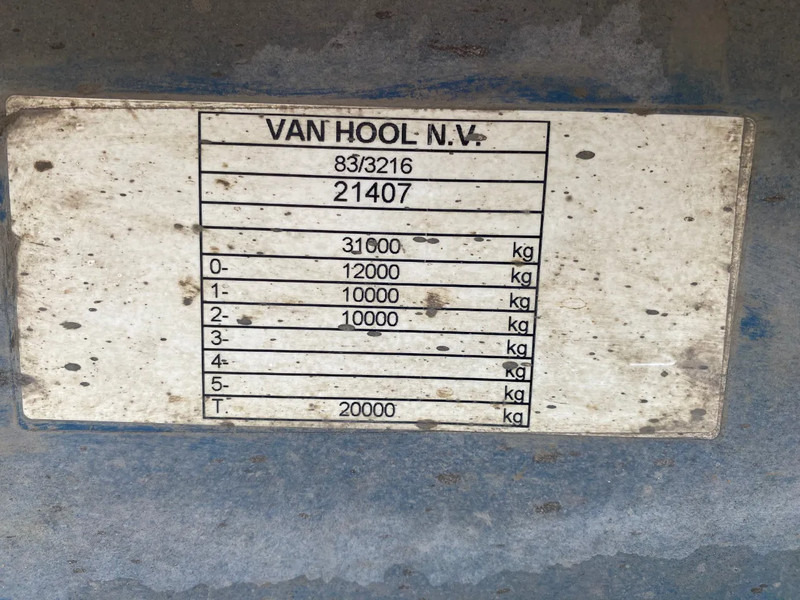 VAN HOOL N.V.
83/3216
21407
31000 kg
0- 12000 kg
1- 10000 kg
2- 10000 kg
3- kg
4- kg
5- kg
T. 20000 kg